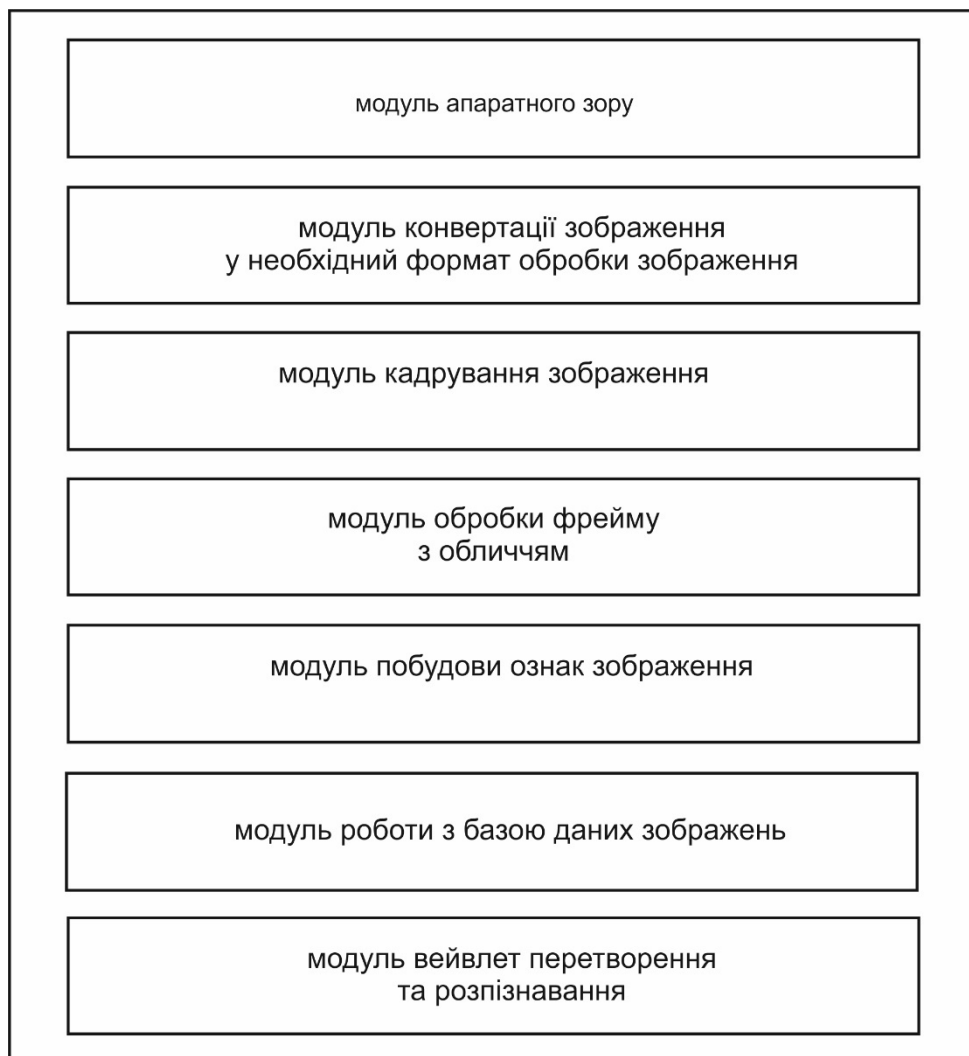 модуль апаратного зору
модуль конвертації зображення
у необхідний формат обробки зображення
модуль кадрування зображення
модуль обробки фрейму
з обличчям
модуль побудови ознак зображення
модуль роботи з базою даних зображень
модуль вейвлет перетворення
та розпізнавання